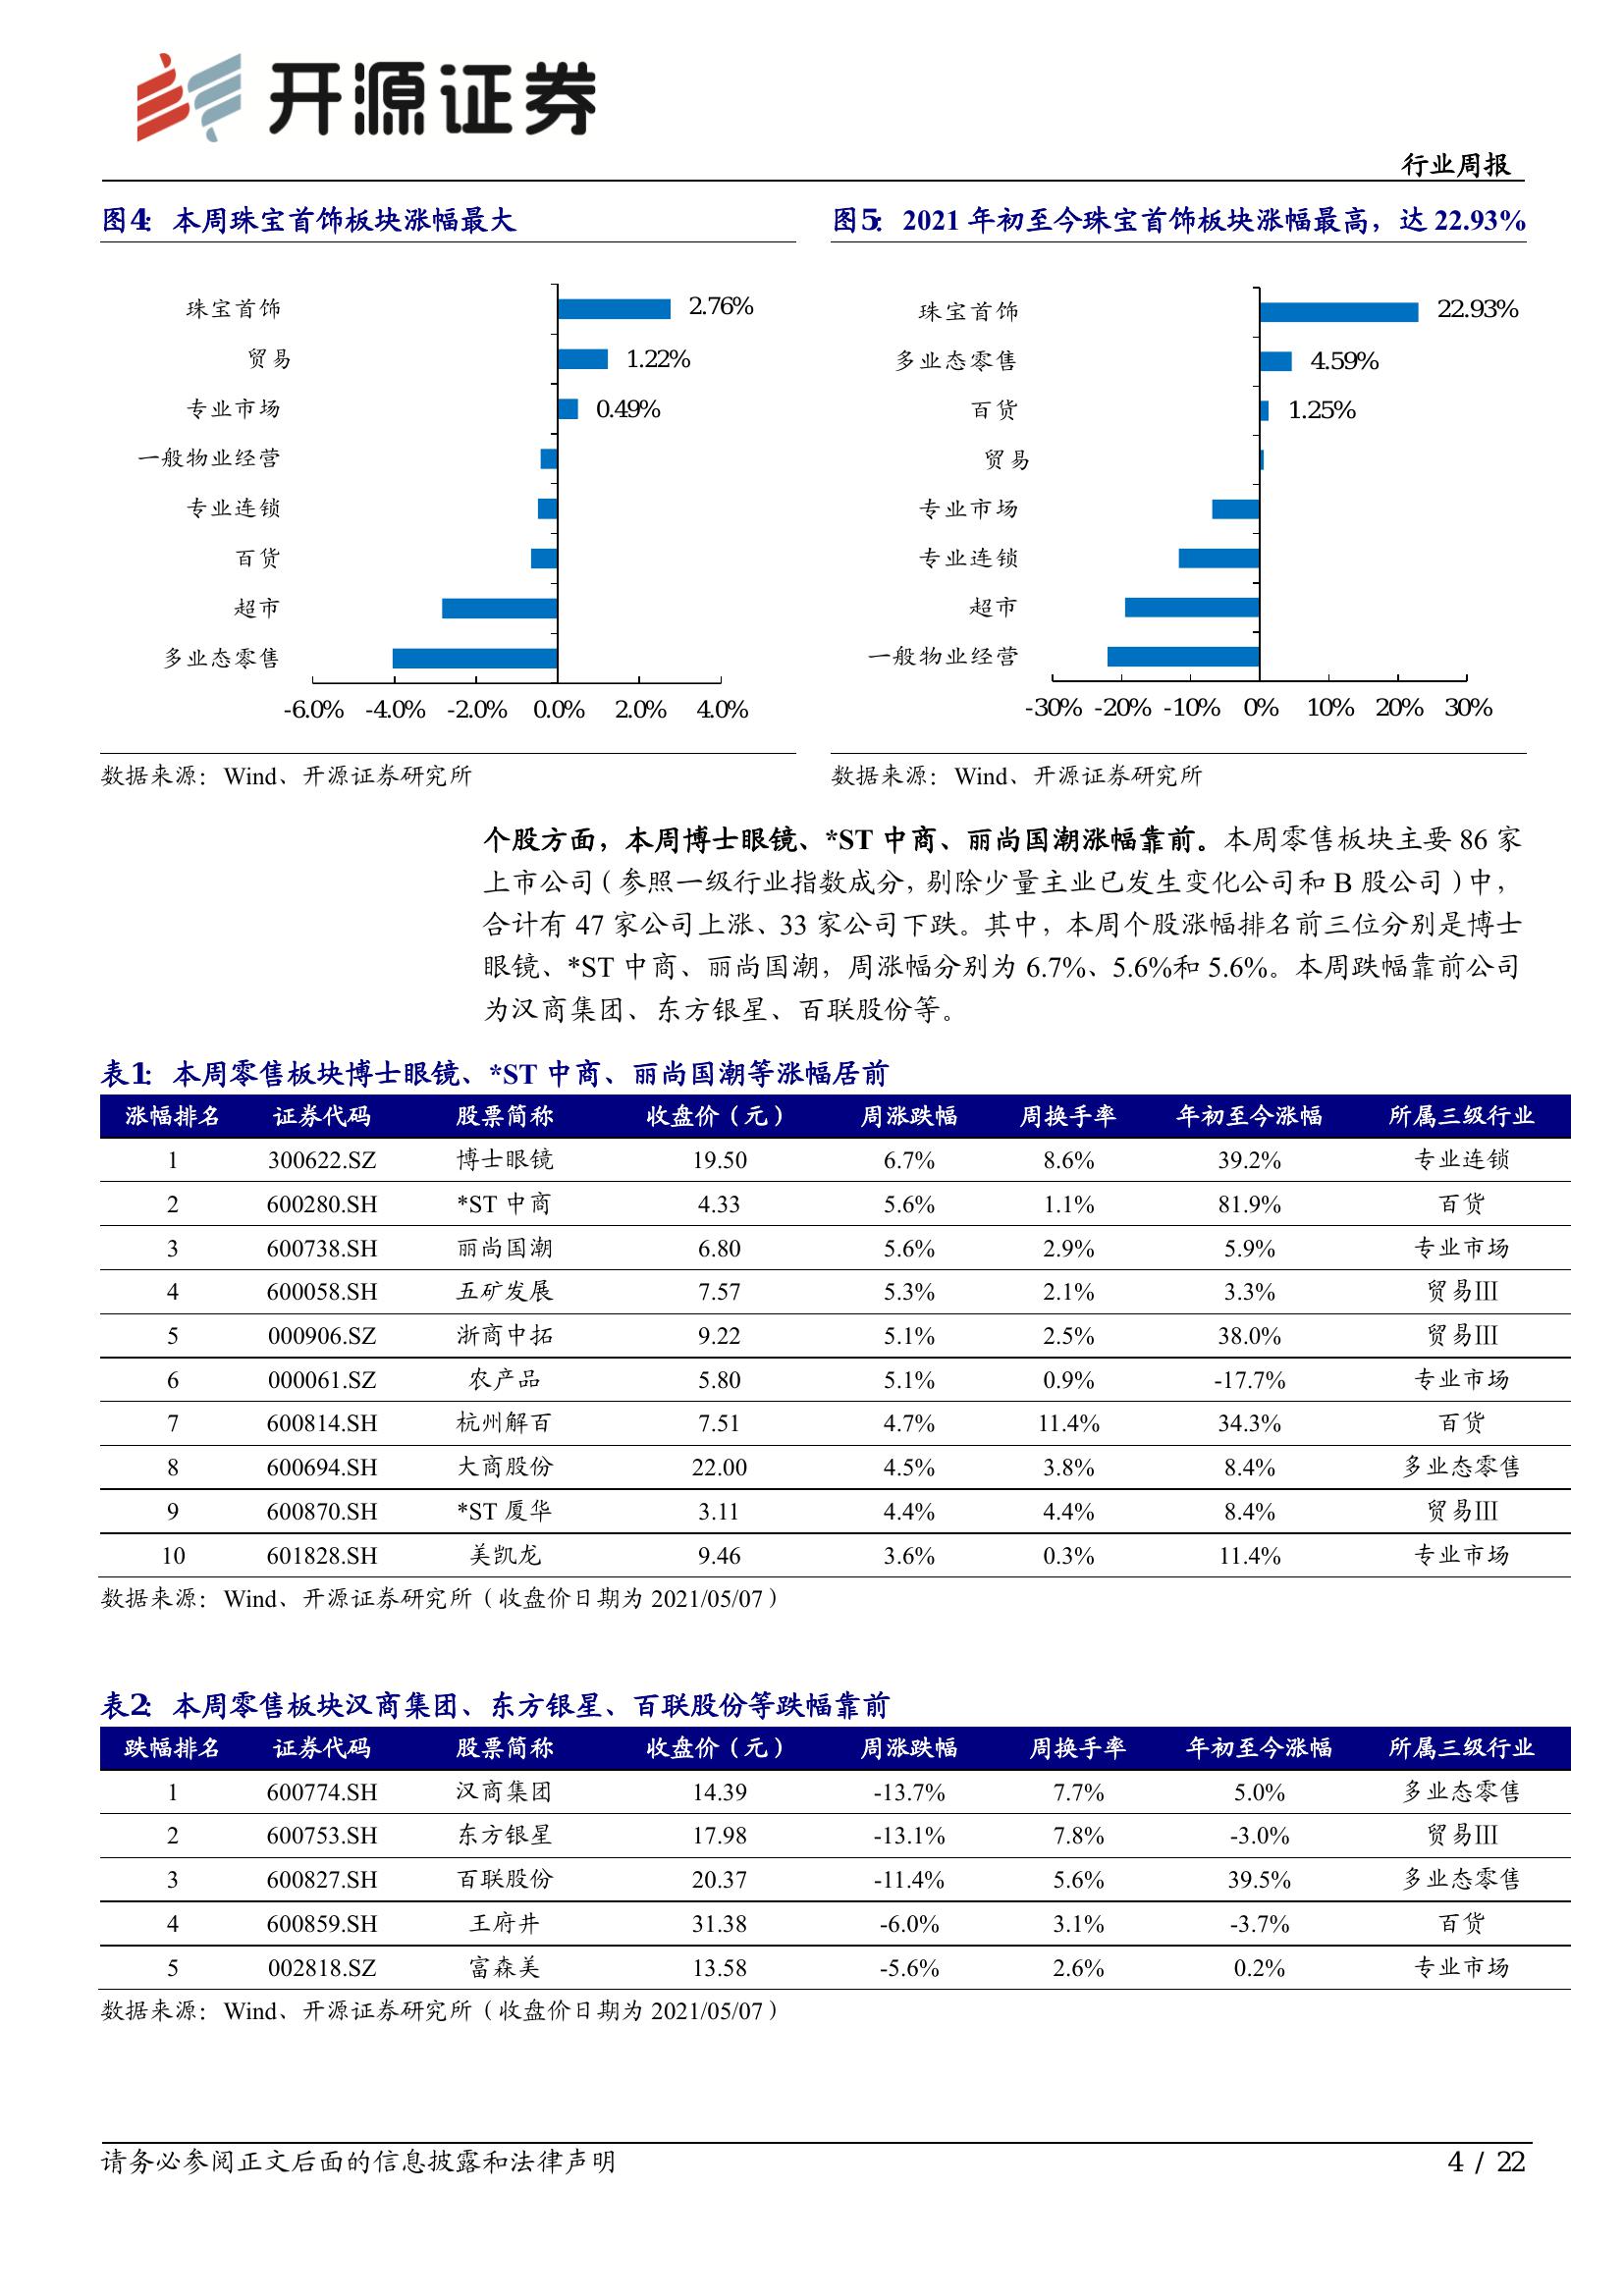 开源证券
行业周报
图4: 本周珠宝首饰板块涨幅最大
珠宝首饰 2.76%
贸易 1.22%
专业市场 0.49%
一般物业经营
专业连锁
百货
超市
多业态零售
-6.0% -4.0% -2.0% 0.0% 2.0% 4.0%
数据来源：Wind、开源证券研究所
图5: 2021 年初至今珠宝首饰板块涨幅最高，达 22.93%
珠宝首饰 22.93%
多业态零售 4.59%
百货 1.25%
贸易
专业市场
专业连锁
超市
一般物业经营
-30% -20% -10% 0% 10% 20% 30%
数据来源：Wind、开源证券研究所
个股方面，本周博士眼镜、*ST 中商、丽尚国潮涨幅靠前。本周零售板块主要 86 家
上市公司（参照一级行业指数成分，剔除少量主业已发生变化公司和 B 股公司）中，
合计有 47 家公司上涨、33 家公司下跌。其中，本周个股涨幅排名前三位分别是博士
眼镜、*ST 中商、丽尚国潮，周涨幅分别为 6.7%、5.6%和 5.6%。本周跌幅靠前公司
为汉商集团、东方银星、百联股份等。
表1: 本周零售板块博士眼镜、*ST 中商、丽尚国潮等涨幅居前
涨幅排名 证券代码 股票简称 收盘价（元） 周涨跌幅 周换手率 年初至今涨幅 所属三级行业
1 300622.SZ 博士眼镜 19.50 6.7% 8.6% 39.2% 专业连锁
2 600280.SH *ST 中商 4.33 5.6% 1.1% 81.9% 百货
3 600738.SH 丽尚国潮 6.80 5.6% 2.9% 5.9% 专业市场
4 600058.SH 五矿发展 7.57 5.3% 2.1% 3.3% 贸易Ⅲ
5 000906.SZ 浙商中拓 9.22 5.1% 2.5% 38.0% 贸易Ⅲ
6 000061.SZ 农产品 5.80 5.1% 0.9% -17.7% 专业市场
7 600814.SH 杭州解百 7.51 4.7% 11.4% 34.3% 百货
8 600694.SH 大商股份 22.00 4.5% 3.8% 8.4% 多业态零售
9 600870.SH *ST 厦华 3.11 4.4% 4.4% 8.4% 贸易Ⅲ
10 601828.SH 美凯龙 9.46 3.6% 0.3% 11.4% 专业市场
数据来源：Wind、开源证券研究所（收盘价日期为 2021/05/07）
表2: 本周零售板块汉商集团、东方银星、百联股份等跌幅靠前
跌幅排名 证券代码 股票简称 收盘价（元） 周涨跌幅 周换手率 年初至今涨幅 所属三级行业
1 600774.SH 汉商集团 14.39 -13.7% 7.7% 5.0% 多业态零售
2 600753.SH 东方银星 17.98 -13.1% 7.8% -3.0% 贸易Ⅲ
3 600827.SH 百联股份 20.37 -11.4% 5.6% 39.5% 多业态零售
4 600859.SH 王府井 31.38 -6.0% 3.1% -3.7% 百货
5 002818.SZ 富森美 13.58 -5.6% 2.6% 0.2% 专业市场
数据来源：Wind、开源证券研究所（收盘价日期为 2021/05/07）
请务必参阅正文后面的信息披露和法律声明 4 / 22